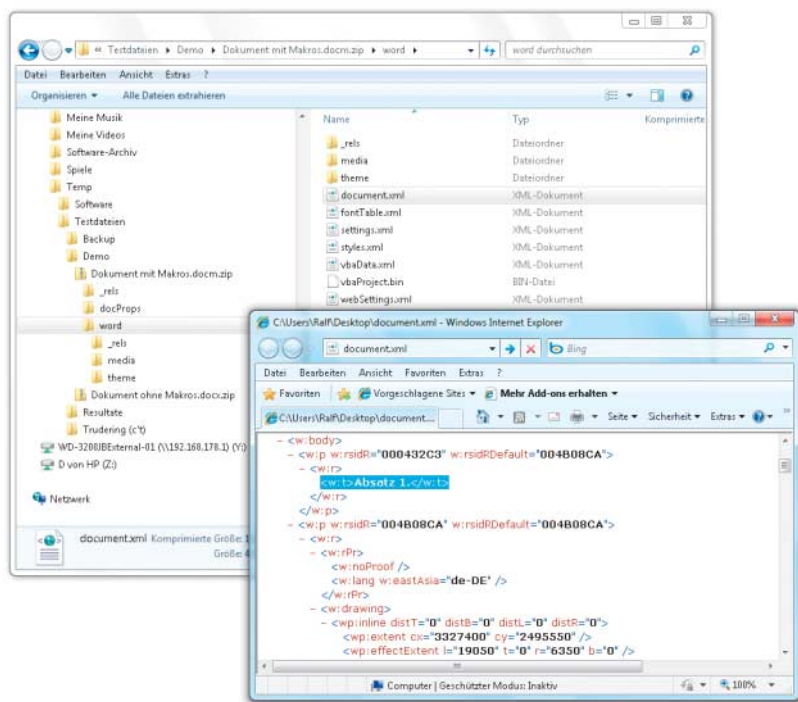 « Testdateien ▸ Demo ▸ Dokument mit Makros.docm.zip ▸ word ▸
word durchsuchen
Datei Bearbeiten Ansicht Extras ?
Organisieren Alle Dateien extrahieren
Meine Musik
Meine Videos
Software-Archiv
Spiele
Temp
Software
Testdateien
Backup
Demo
Dokument mit Makros.docm.zip
_rels
docProps
word
_rels
media
theme
Dokument ohne Makros.docx.zip
Resultate
Trudering (c't)
WD-3200JBExternal-01 (\\192.168.178.1) (Y:)
D von HP (Z:)
Netzwerk
Name Typ Komprimierte
_rels Dateiordner
media Dateiordner
theme Dateiordner
document.xml XML-Dokument
fontTable.xml XML-Dokument
settings.xml XML-Dokument
styles.xml XML-Dokument
vbaData.xml XML-Dokument
vbaProject.bin BIN-Datei
webSettings.xml XML-Dokument
document.xml Komprimierte Größe: 1
Größe: 4
C:\Users\Ralf\Desktop\document.xml - Windows Internet Explorer
document.xml
Bing
Datei Bearbeiten Ansicht Favoriten Extras ?
Favoriten Vorgeschlagene Sites Mehr Add-ons erhalten
C:\Users\Ralf\Desktop\document....
Seite Sicherheit Extras
- <w:body>
- <w:p w:rsidR="000432C3" w:rsidRDefault="004B08CA">
- <w:r>
<w:t>Absatz 1.</w:t>
</w:r>
</w:p>
- <w:p w:rsidR="004B08CA" w:rsidRDefault="004B08CA">
- <w:r>
- <w:rPr>
<w:noProof />
<w:lang w:eastAsia="de-DE" />
</w:rPr>
- <w:drawing>
- <wp:inline distT="0" distB="0" distL="0" distR="0">
<wp:extent cx="3327400" cy="2495550" />
<wp:effectExtent l="19050" t="0" r="6350" b="0" />
Computer | Geschützter Modus: Inaktiv
100%